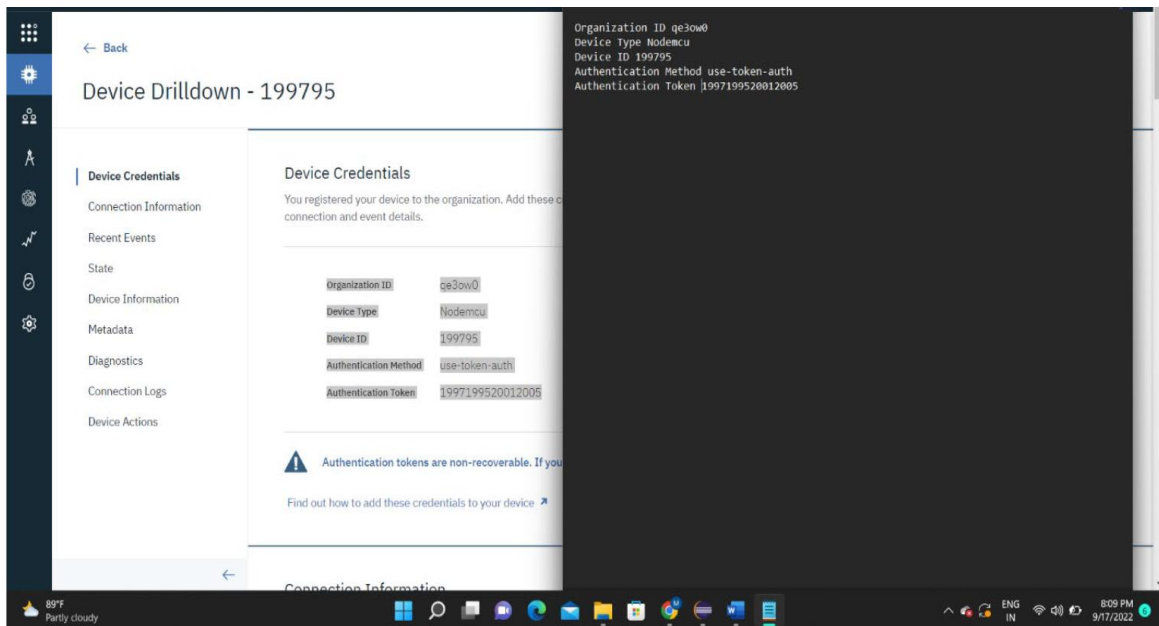 ← Back
Device Drilldown - 199795
Device Credentials
Connection Information
Recent Events
State
Device Information
Metadata
Diagnostics
Connection Logs
Device Actions
Device Credentials
You registered your device to the organization. Add these c
connection and event details.
Organization ID qe3ow0
Device Type Nodemcu
Device ID 199795
Authentication Method use-token-auth
Authentication Token 1997199520012005
Authentication tokens are non-recoverable. If you
Find out how to add these credentials to your device
Connection Information
Organization ID qe3ow0
Device Type Nodemcu
Device ID 199795
Authentication Method use-token-auth
Authentication Token 1997199520012005
89°F
Partly cloudy
ENG
IN
8:09 PM
9/17/2022
6